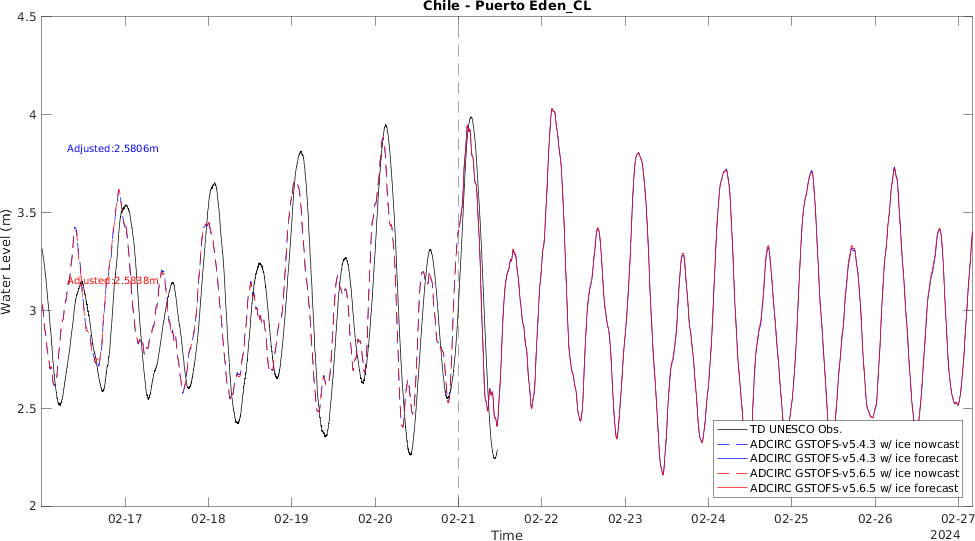 Chile - Puerto Eden_CL
4.5
4
3.5
3
2.5
2
Water Level (m)
Adjusted:2.5806m
Adjusted:2.5838m
TD UNESCO Obs.
ADCIRC GSTOFS-v5.4.3 w/ ice nowcast
ADCIRC GSTOFS-v5.4.3 w/ ice forecast
ADCIRC GSTOFS-v5.6.5 w/ ice nowcast
ADCIRC GSTOFS-v5.6.5 w/ ice forecast
02-17 02-18 02-19 02-20 02-21 02-22 02-23 02-24 02-25 02-26 02-27
Time
2024